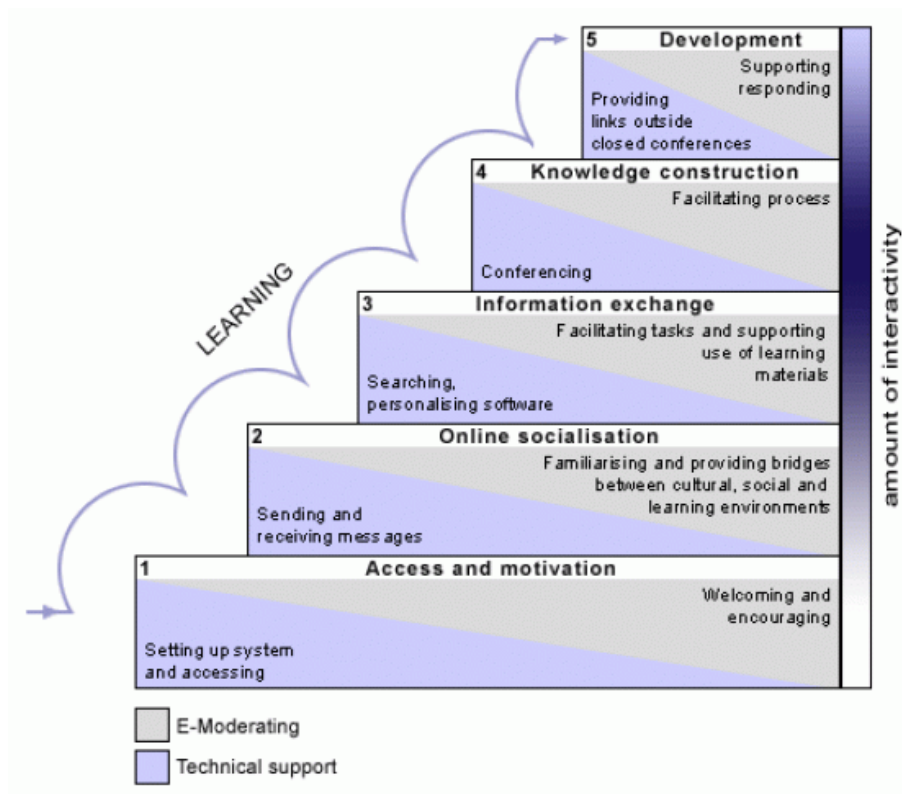 5 Development
Supporting
responding
Providing
links outside
closed conferences
4 Knowledge construction
Facilitating process
Conferencing
LEARNING
3 Information exchange
Facilitating tasks and supporting
use of learning
materials
Searching,
personalising software
2 Online socialisation
Familiarising and providing bridges
between cultural, social and
learning environments
Sending and
receiving messages
1 Access and motivation
Welcoming and
encouraging
Setting up system
and accessing
amount of interactivity
E-Moderating
Technical support